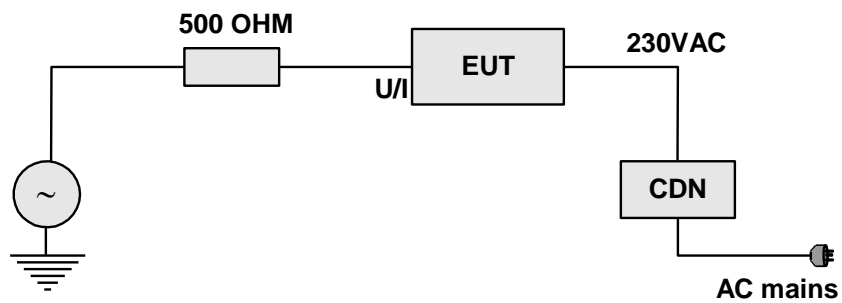 500 OHM
230VAC
EUT
U/I
~
CDN
AC mains